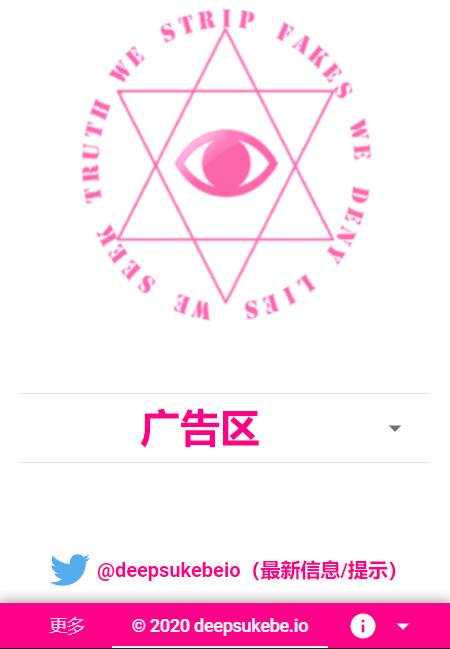 WE STRIP FAKES WE DENY LIES WE SEEK TRUTH
广告区
@deepsukebeio（最新信息/提示）
更多
© 2020 deepsukebe.io